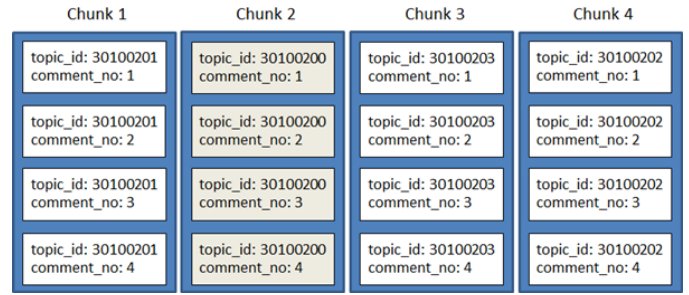 Chunk 1
topic_id: 30100201
comment_no: 1
topic_id: 30100201
comment_no: 2
topic_id: 30100201
comment_no: 3
topic_id: 30100201
comment_no: 4
Chunk 2
topic_id: 30100200
comment_no: 1
topic_id: 30100200
comment_no: 2
topic_id: 30100200
comment_no: 3
topic_id: 30100200
comment_no: 4
Chunk 3
topic_id: 30100203
comment_no: 1
topic_id: 30100203
comment_no: 2
topic_id: 30100203
comment_no: 3
topic_id: 30100203
comment_no: 4
Chunk 4
topic_id: 30100202
comment_no: 1
topic_id: 30100202
comment_no: 2
topic_id: 30100202
comment_no: 3
topic_id: 30100202
comment_no: 4